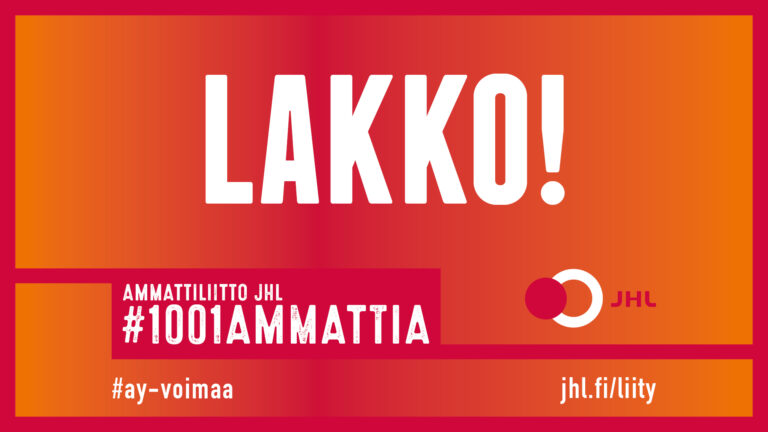 LAKKO!
AMMATTILIITTO JHL
#1001AMMATTIA
JHL
#ay-voimaa
jhl.fi/liity